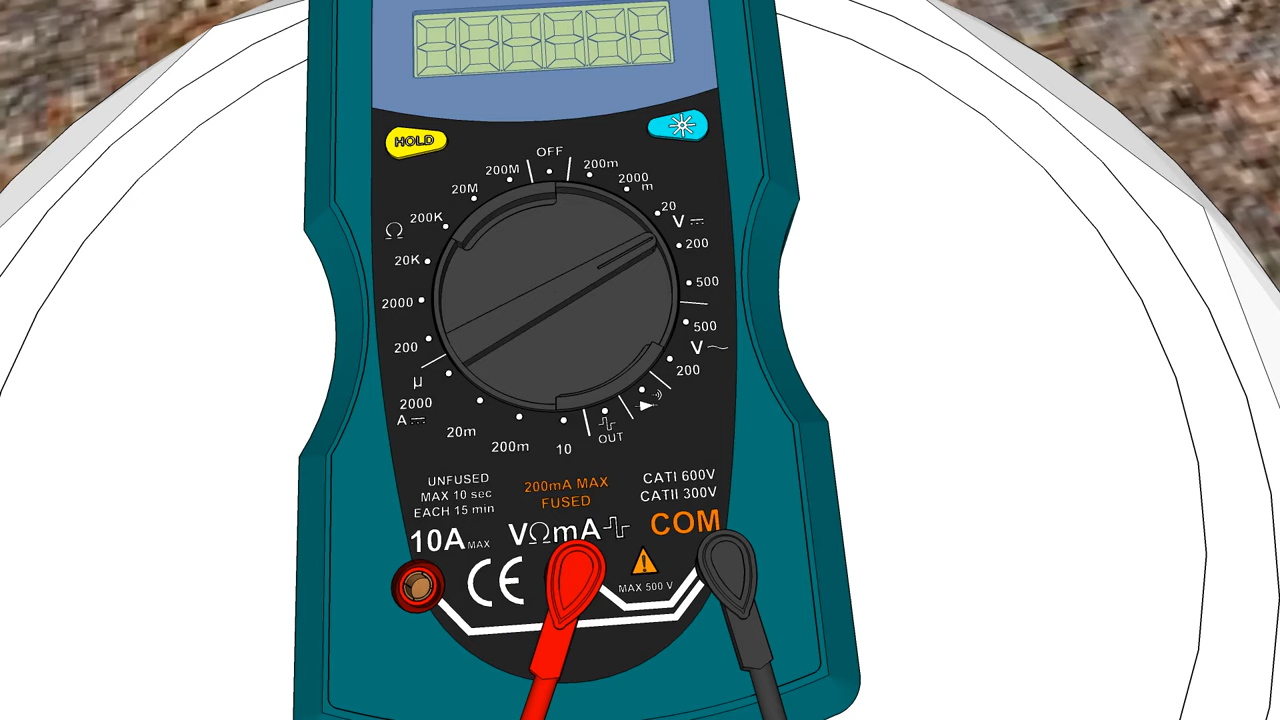 HOLD
OFF
200M
200m
20M
2000
m
200K
20
V
Ω
20K
200
2000
500
200
500
V
µ
200
2000
A
20m
200m
10
OUT
UNFUSED
MAX 10 sec
EACH 15 min
200mA MAX
FUSED
CATI 600V
CATII 300V
10A MAX
VΩmA
COM
CE
!
MAX 500 V